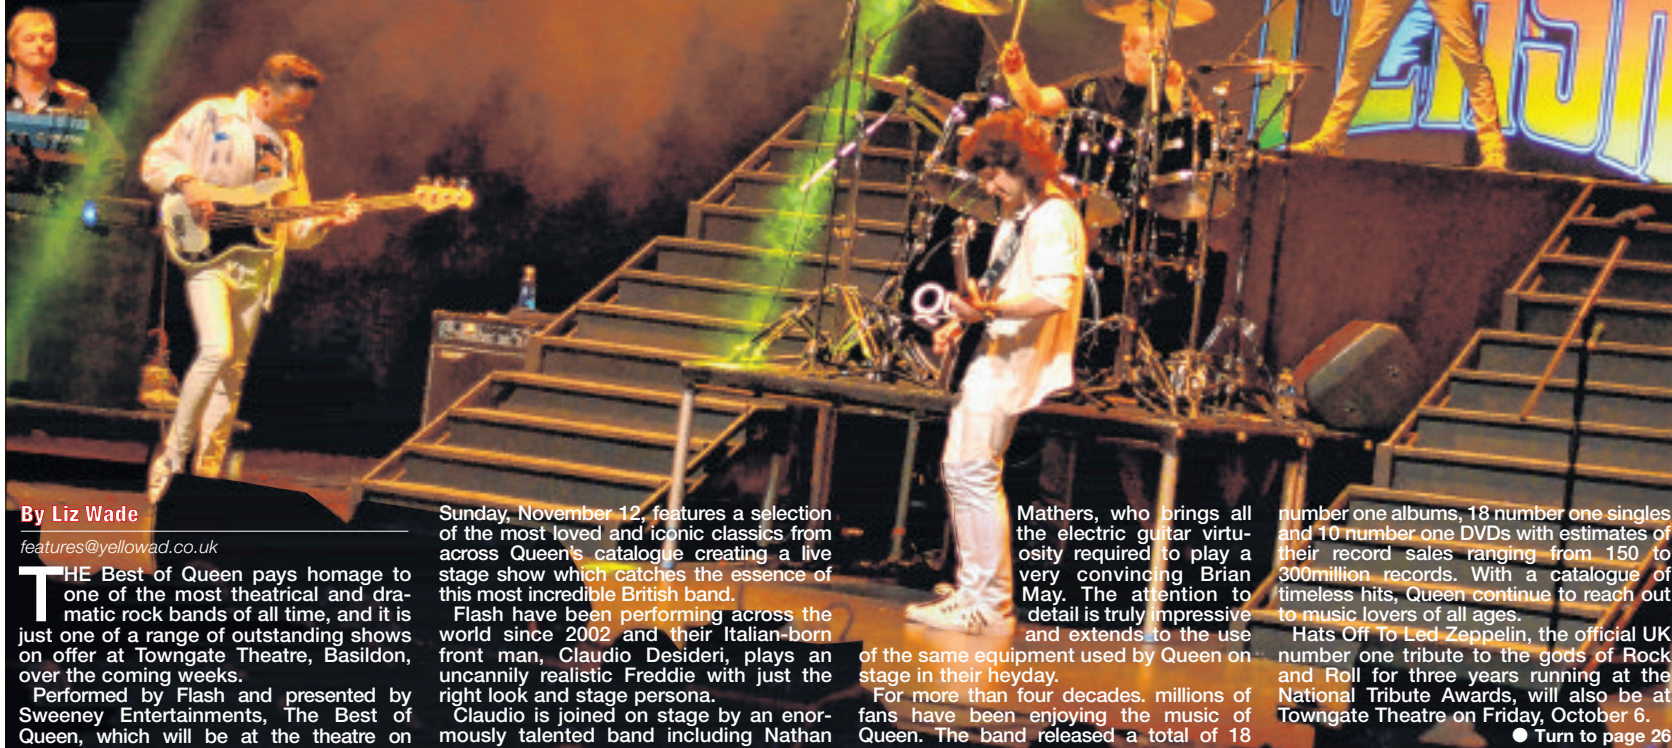 By Liz Wade
features@yellowad.co.uk
THE Best of Queen pays homage to
one of the most theatrical and dra-
matic rock bands of all time, and it is
just one of a range of outstanding shows
on offer at Towngate Theatre, Basildon,
over the coming weeks.
Performed by Flash and presented by
Sweeney Entertainments, The Best of
Queen, which will be at the theatre on
Sunday, November 12, features a selection
of the most loved and iconic classics from
across Queen's catalogue creating a live
stage show which catches the essence of
this most incredible British band.
Flash have been performing across the
world since 2002 and their Italian-born
front man, Claudio Desideri, plays an
uncannily realistic Freddie with just the
right look and stage persona.
Claudio is joined on stage by an enor-
mously talented band including Nathan
Mathers, who brings all
the electric guitar virtu-
osity required to play a
very convincing Brian
May. The attention to
detail is truly impressive
and extends to the use
of the same equipment used by Queen on
stage in their heyday.
For more than four decades. millions of
fans have been enjoying the music of
Queen. The band released a total of 18
number one albums, 18 number one singles
and 10 number one DVDs with estimates of
their record sales ranging from 150 to
300million records. With a catalogue of
timeless hits, Queen continue to reach out
to music lovers of all ages.
Hats Off To Led Zeppelin, the official UK
number one tribute to the gods of Rock
and Roll for three years running at the
National Tribute Awards, will also be at
Towngate Theatre on Friday, October 6.
● Turn to page 26